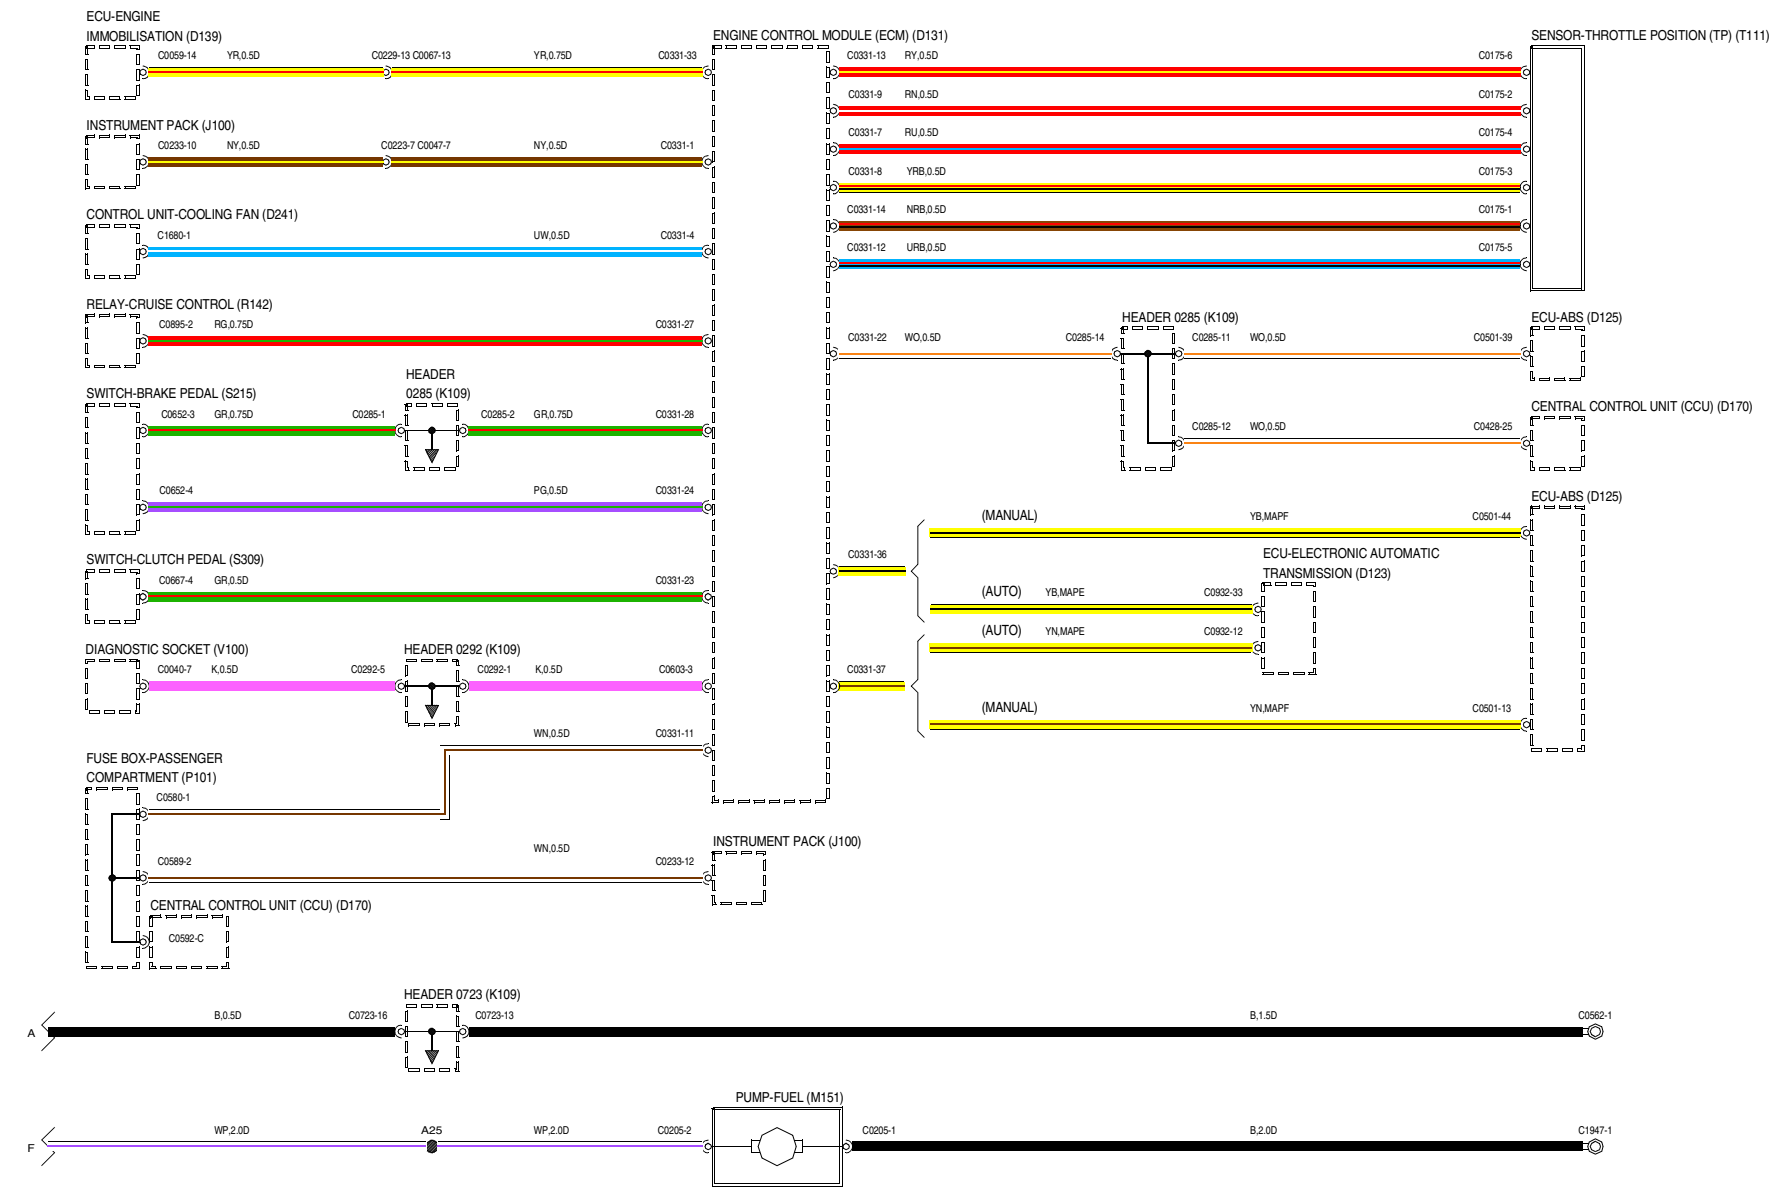 ECU-ENGINE
IMMOBILISATION (D139)
C0059-14 YR,0.5D C0229-13 C0067-13 YR,0.75D C0331-33
INSTRUMENT PACK (J100)
C0233-10 NY,0.5D C0223-7 C0047-7 NY,0.5D C0331-1
CONTROL UNIT-COOLING FAN (D241)
C1680-1 UW,0.5D C0331-4
RELAY-CRUISE CONTROL (R142)
C0895-2 RG,0.75D C0331-27
HEADER
0285 (K109)
SWITCH-BRAKE PEDAL (S215)
C0652-3 GR,0.75D C0285-1 C0285-2 GR,0.75D C0331-28
C0652-4 PG,0.5D C0331-24
SWITCH-CLUTCH PEDAL (S309)
C0667-4 GR,0.5D C0331-23
DIAGNOSTIC SOCKET (V100) HEADER 0292 (K109)
C0040-7 K,0.5D C0292-5 C0292-1 K,0.5D C0603-3
WN,0.5D C0331-11
FUSE BOX-PASSENGER
COMPARTMENT (P101)
C0580-1
WN,0.5D
C0589-2 C0233-12
INSTRUMENT PACK (J100)
CENTRAL CONTROL UNIT (CCU) (D170)
C0592-C
ENGINE CONTROL MODULE (ECM) (D131)
SENSOR-THROTTLE POSITION (TP) (T111)
C0331-13 RY,0.5D C0175-6
C0331-9 RN,0.5D C0175-2
C0331-7 RU,0.5D C0175-4
C0331-8 YRB,0.5D C0175-3
C0331-14 NRB,0.5D C0175-1
C0331-12 URB,0.5D C0175-5
HEADER 0285 (K109) ECU-ABS (D125)
C0331-22 WO,0.5D C0285-14 C0285-11 WO,0.5D C0501-39
CENTRAL CONTROL UNIT (CCU) (D170)
C0285-12 WO,0.5D C0428-25
ECU-ABS (D125)
(MANUAL) YB,MAPF C0501-44
C0331-36
ECU-ELECTRONIC AUTOMATIC
TRANSMISSION (D123)
(AUTO) YB,MAPE C0932-33
(AUTO) YN,MAPE C0932-12
C0331-37
(MANUAL) YN,MAPF C0501-13
HEADER 0723 (K109)
A B,0.5D C0723-16 C0723-13 B,1.5D C0562-1
PUMP-FUEL (M151)
F WP,2.0D A25 WP,2.0D C0205-2 C0205-1 B,2.0D C1947-1